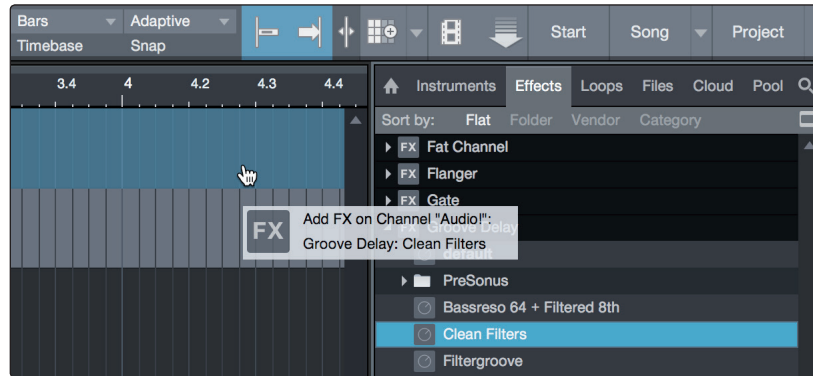 Bars Adaptive
Timebase Snap
Start Song Project
3.4 4 4.2 4.3 4.4
Instruments Effects Loops Files Cloud Pool
Sort by: Flat Folder Vendor Category
FX Fat Channel
FX Flanger
FX Gate
FX Groove Delay
FX Add FX on Channel "Audio!":
Groove Delay: Clean Filters
default
PreSonus
Bassreso 64 + Filtered 8th
Clean Filters
Filtergroove